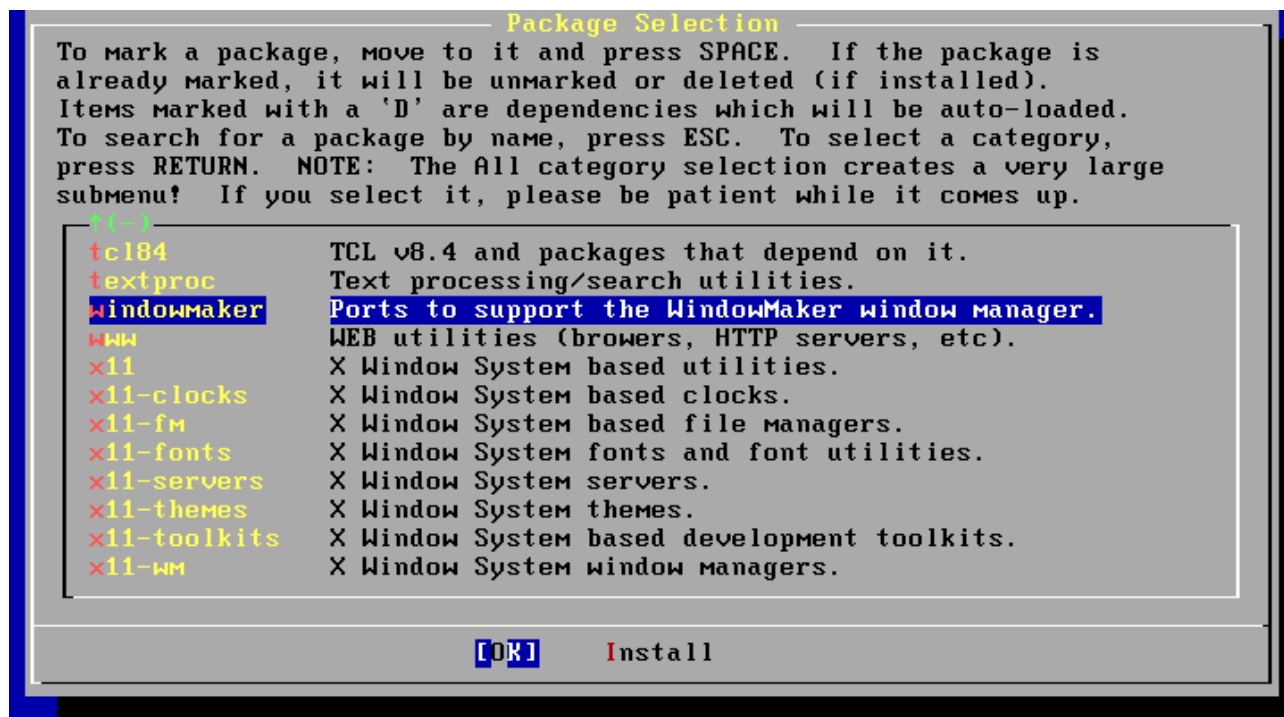 Package Selection
To mark a package, move to it and press SPACE.  If the package is
already marked, it will be unmarked or deleted (if installed).
Items marked with a 'D' are dependencies which will be auto-loaded.
To search for a package by name, press ESC.  To select a category,
press RETURN.  NOTE:  The All category selection creates a very large
submenu!  If you select it, please be patient while it comes up.
↑(-)
tcl84 TCL v8.4 and packages that depend on it.
textproc Text processing/search utilities.
windowmaker Ports to support the WindowMaker window manager.
www WEB utilities (browers, HTTP servers, etc).
x11 X Window System based utilities.
x11-clocks X Window System based clocks.
x11-fm X Window System based file managers.
x11-fonts X Window System fonts and font utilities.
x11-servers X Window System servers.
x11-themes X Window System themes.
x11-toolkits X Window System based development toolkits.
x11-wm X Window System window managers.
[OK] Install